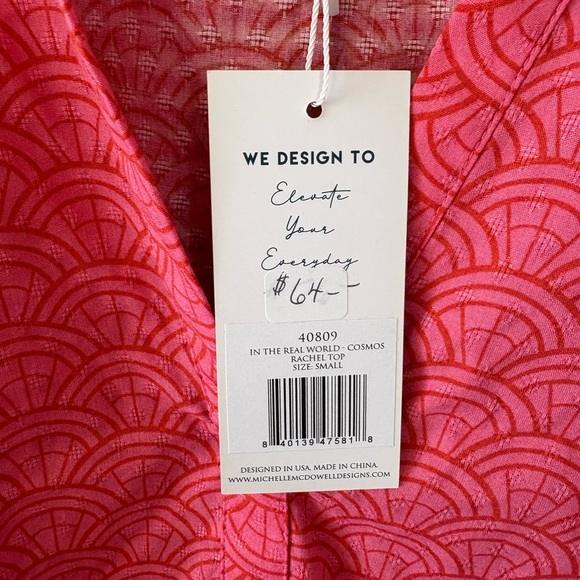 WE DESIGN TO
Elevate
Your
Everyday
$64--
40809
IN THE REAL WORLD - COSMOS
RACHEL TOP
SIZE: SMALL
8 40139 47581 8
DESIGNED IN USA. MADE IN CHINA.
WWW.MICHELLEMCDOWELLDESIGNS.COM